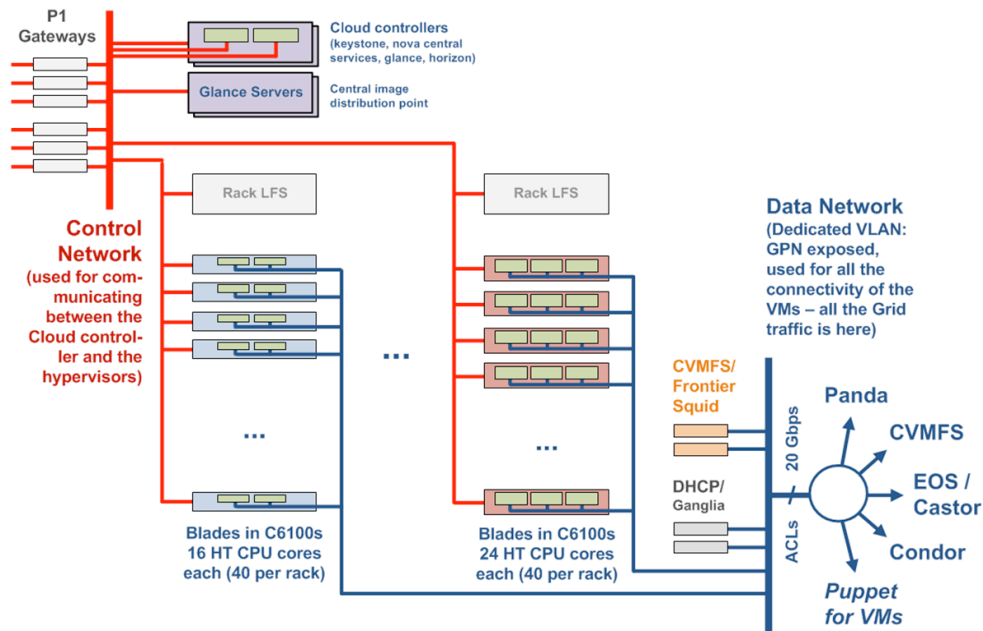 P1
Gateways
Cloud controllers
(keystone, nova central
services, glance, horizon)
Glance Servers
Central image
distribution point
Rack LFS
Rack LFS
Control
Network
(used for com-
municating
between the
Cloud control-
ler and the
hypervisors)
Data Network
(Dedicated VLAN:
GPN exposed,
used for all the
connectivity of the
VMs – all the Grid
traffic is here)
...
...
...
CVMFS/
Frontier
Squid
DHCP/
Ganglia
20 Gbps
ACLs
Panda
CVMFS
EOS /
Castor
Condor
Puppet
for VMs
Blades in C6100s
16 HT CPU cores
each (40 per rack)
Blades in C6100s
24 HT CPU cores
each (40 per rack)